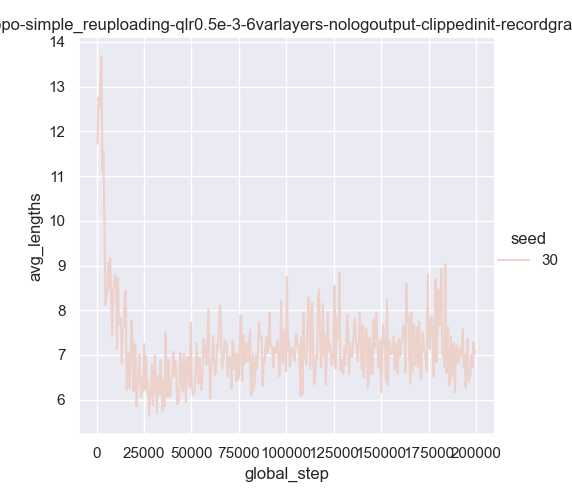 ppo-simple_reuploading-qlr0.5e-3-6varlayers-nologoutput-clippedinit-recordgra
14
13
12
11
10
9
8
7
6
avg_lengths
0 25000 50000 75000 100000 125000 150000 175000 200000
global_step
seed
30